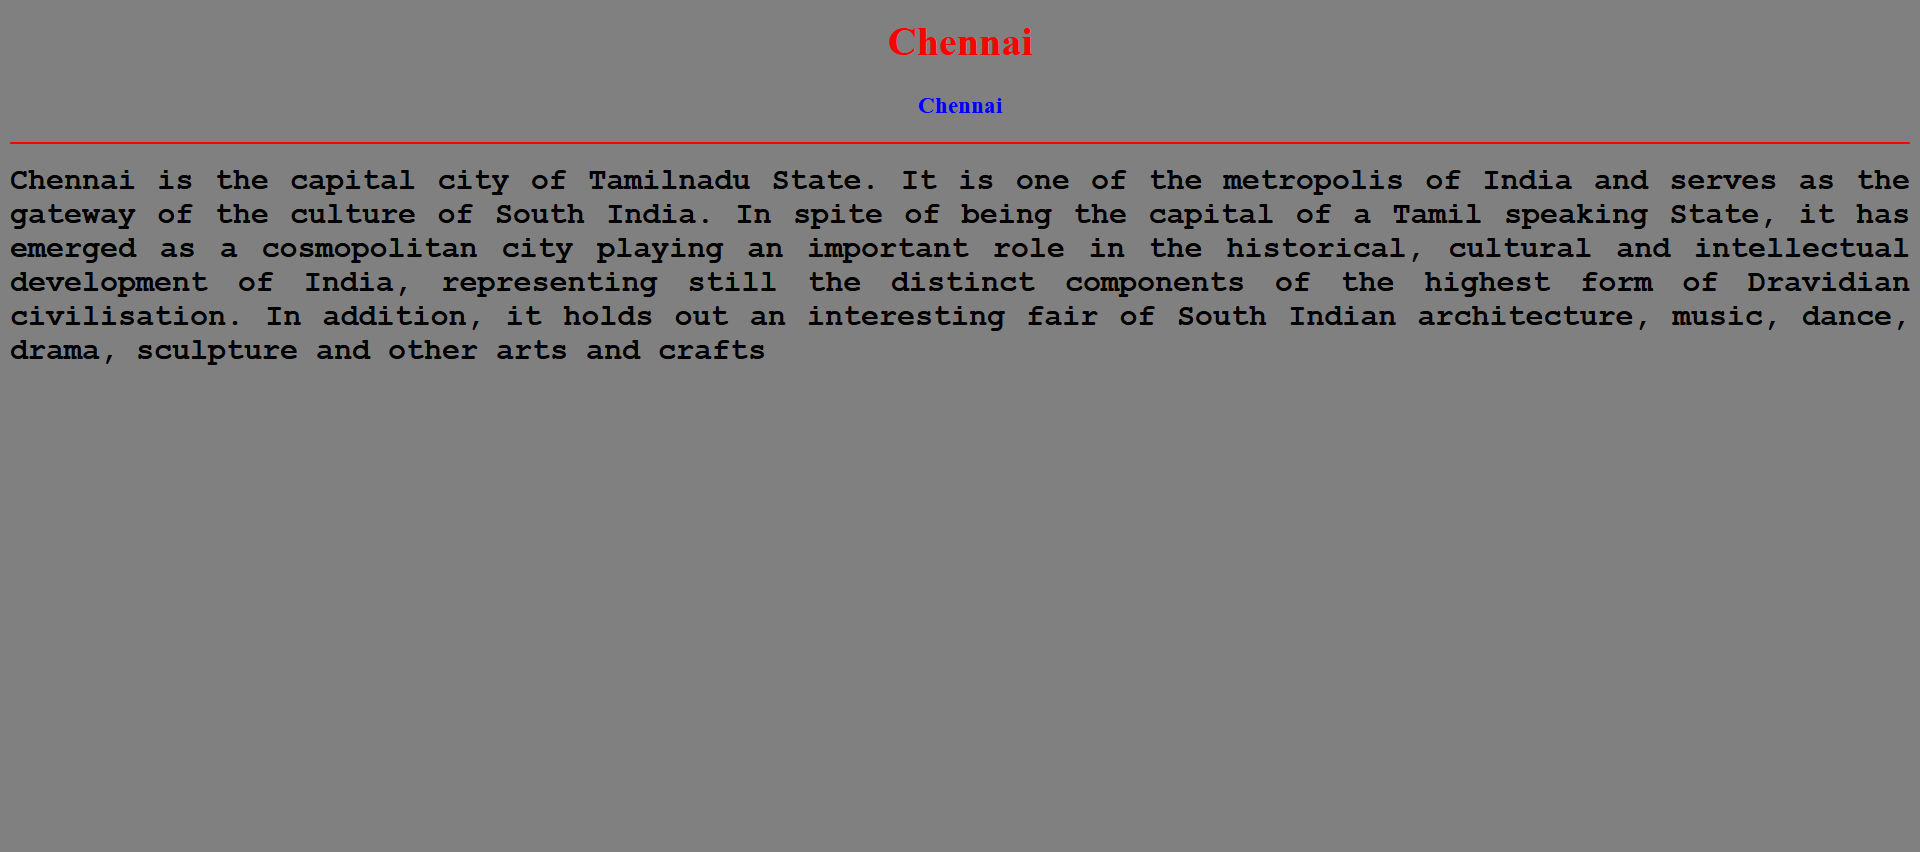 Chennai
Chennai
Chennai is the capital city of Tamilnadu State. It is one of the metropolis of India and serves as the
gateway of the culture of South India. In spite of being the capital of a Tamil speaking State, it has
emerged as a cosmopolitan city playing an important role in the historical, cultural and intellectual
development of India, representing still the distinct components of the highest form of Dravidian
civilisation. In addition, it holds out an interesting fair of South Indian architecture, music, dance,
drama, sculpture and other arts and crafts